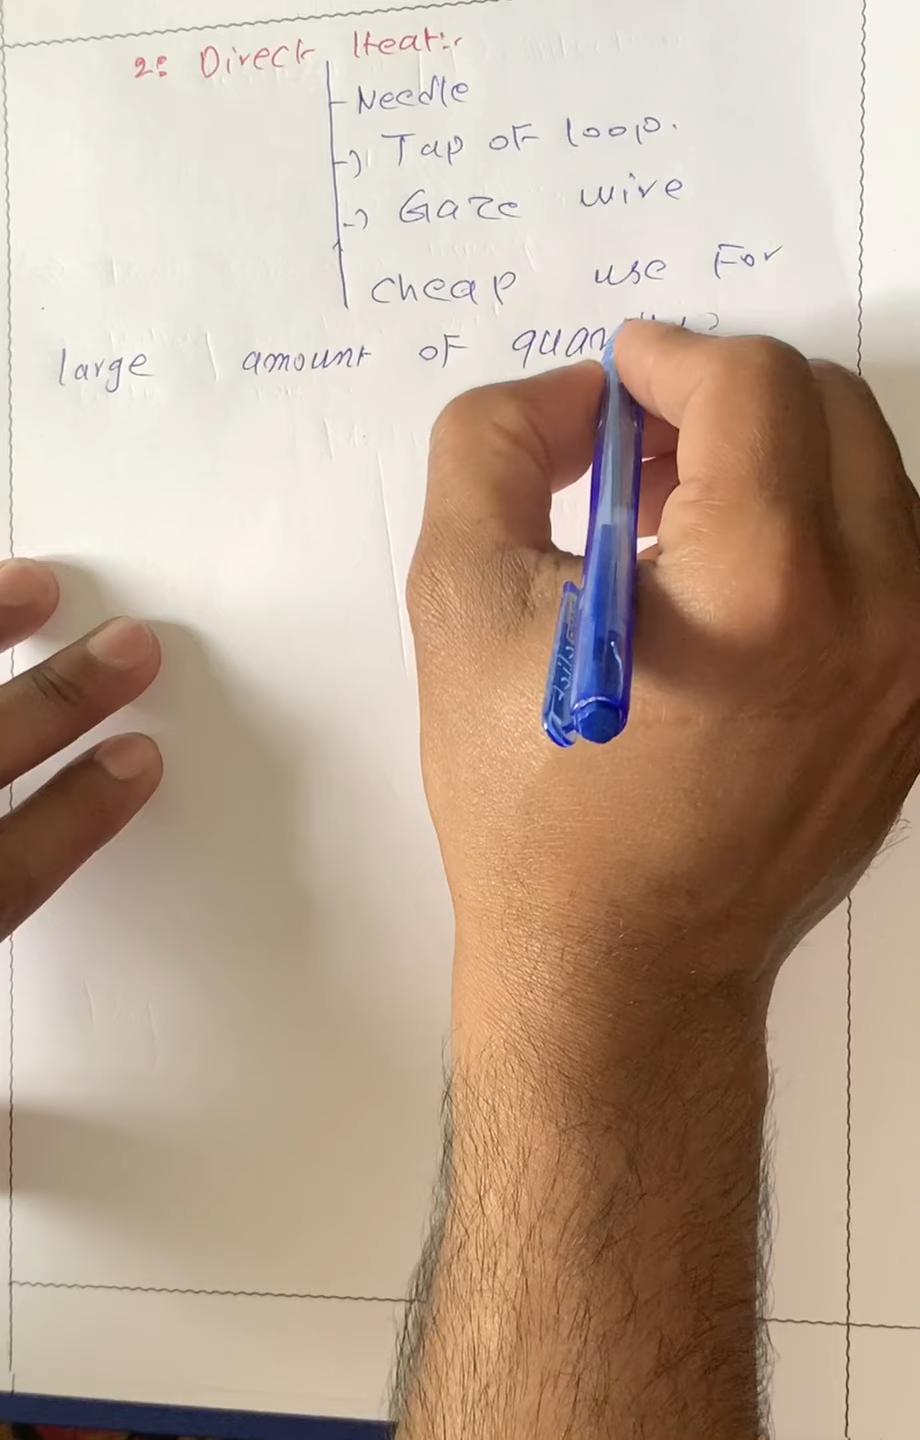 2: Direct Heat:
Needle
Tap of loop.
Gaze wire
cheap use For
large amount of